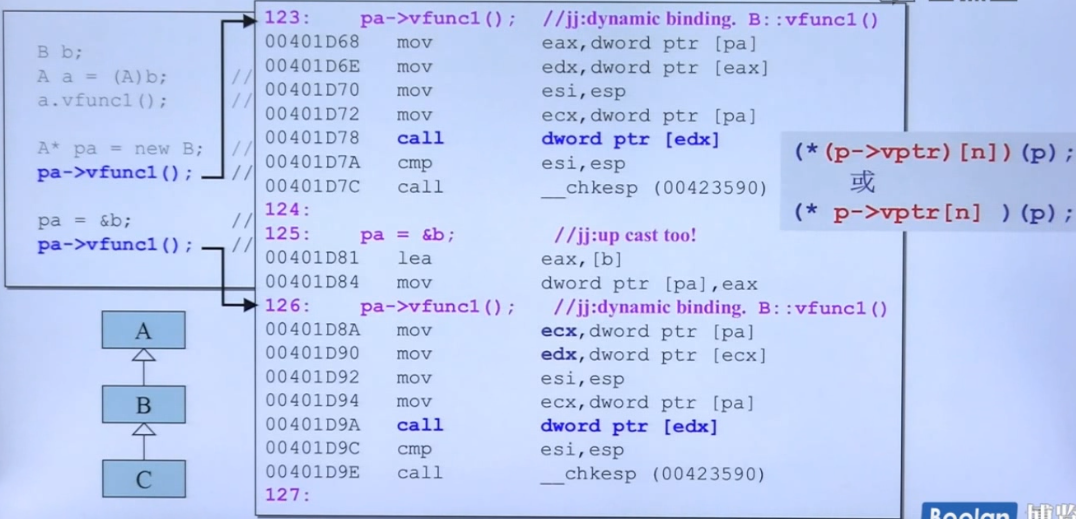 B b;
A a = (A)b; //
a.vfunc1(); //
A* pa = new B; //
pa->vfunc1(); //
pa = &b; //
pa->vfunc1(); //
123: pa->vfunc1(); //jj:dynamic binding. B::vfunc1()
00401D68 mov eax,dword ptr [pa]
00401D6E mov edx,dword ptr [eax]
00401D70 mov esi,esp
00401D72 mov ecx,dword ptr [pa]
00401D78 call dword ptr [edx]
00401D7A cmp esi,esp
00401D7C call __chkesp (00423590)
124:
125: pa = &b; //jj:up cast too!
00401D81 lea eax,[b]
00401D84 mov dword ptr [pa],eax
126: pa->vfunc1(); //jj:dynamic binding. B::vfunc1()
00401D8A mov ecx,dword ptr [pa]
00401D90 mov edx,dword ptr [ecx]
00401D92 mov esi,esp
00401D94 mov ecx,dword ptr [pa]
00401D9A call dword ptr [edx]
00401D9C cmp esi,esp
00401D9E call __chkesp (00423590)
127:
(*(p->vptr)[n])(p);
或
(* p->vptr[n] )(p);
A
B
C
Boolan